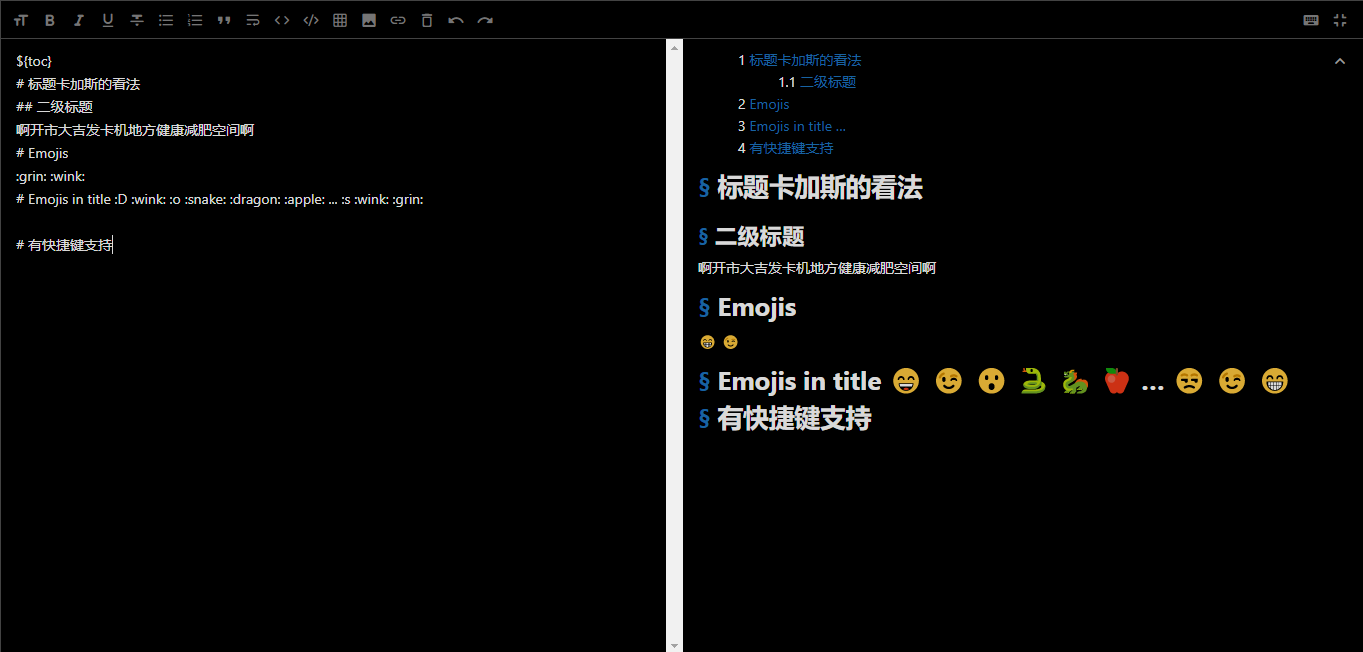 ${toc}
# 标题卡加斯的看法
## 二级标题
啊开市大吉发卡机地方健康减肥空间啊
# Emojis
:grin: :wink:
# Emojis in title :D :wink: :o :snake: :dragon: :apple: ... :s :wink: :grin:
# 有快捷键支持
1 标题卡加斯的看法
1.1 二级标题
2 Emojis
3 Emojis in title ...
4 有快捷键支持
§ 标题卡加斯的看法
§ 二级标题
啊开市大吉发卡机地方健康减肥空间啊
§ Emojis
😁 😉
§ Emojis in title 😄 😉 😮 🐍 🐉 🍎 ... 😒 😉 😁
§ 有快捷键支持